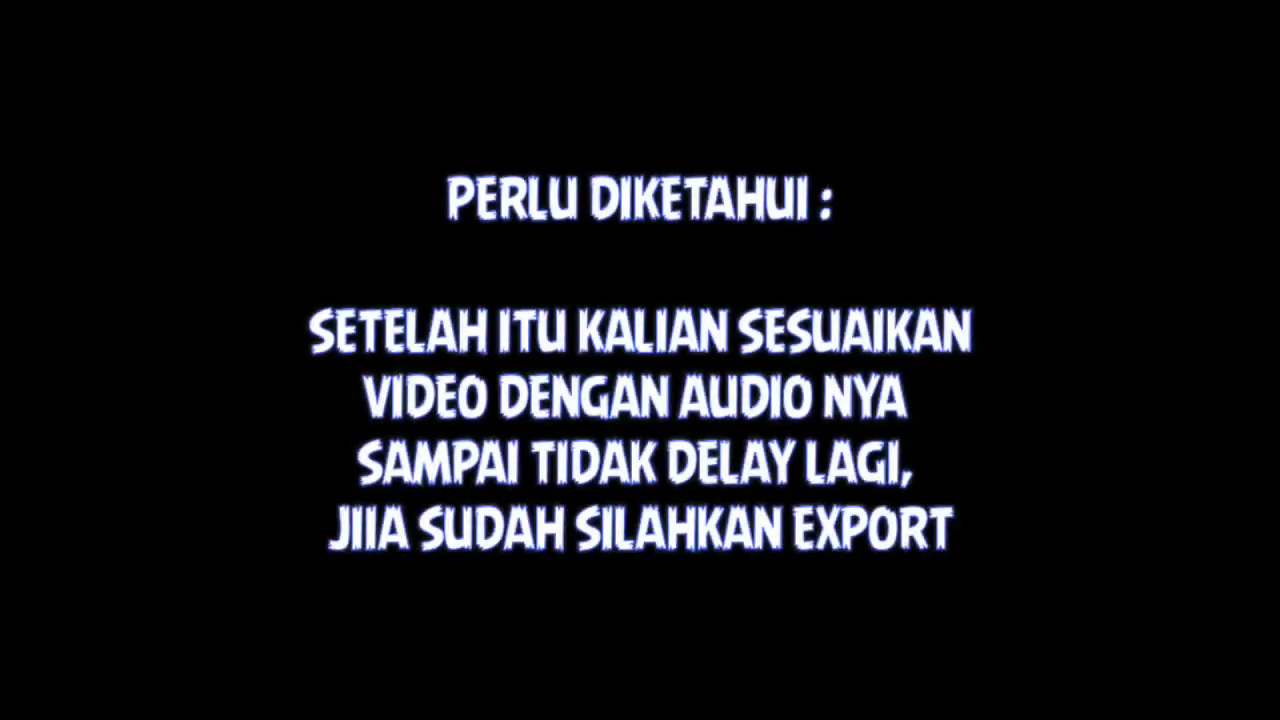 PERLU DIKETAHUI :
SETELAH ITU KALIAN SESUAIKAN
VIDEO DENGAN AUDIO NYA
SAMPAI TIDAK DELAY LAGI,
JIIA SUDAH SILAHKAN EXPORT